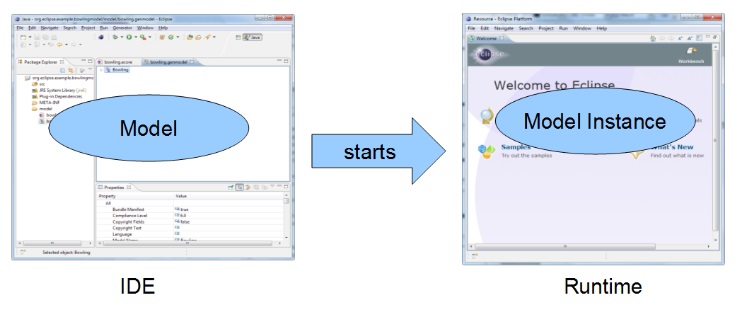 Java - org.eclipse.example.bowlingmodel/model/bowling.genmodel - Eclipse
File Edit Navigate Search Project Run Generator Window Help
Java
Package Explorer
bowling.ecore
bowling.genmodel
org.eclipse.example.bowlingmo
Bowling
src
JRE System Library
Plug-in Dependencies
META-INF
model
Model
Properties
Property
Value
All
Bundle Manifest
true
Compliance Level
6.0
Copyright Fields
false
Copyright Text
Language
Model Name
Bowling
Selected object: Bowling
IDE
starts
Resource - Eclipse Platform
File Edit Navigate Search Project Run Window Help
Welcome
eclipse
Workbench
Welcome to Eclipse
Model Instance
Samples
Try out the samples
What's New
Find out what is new
Runtime